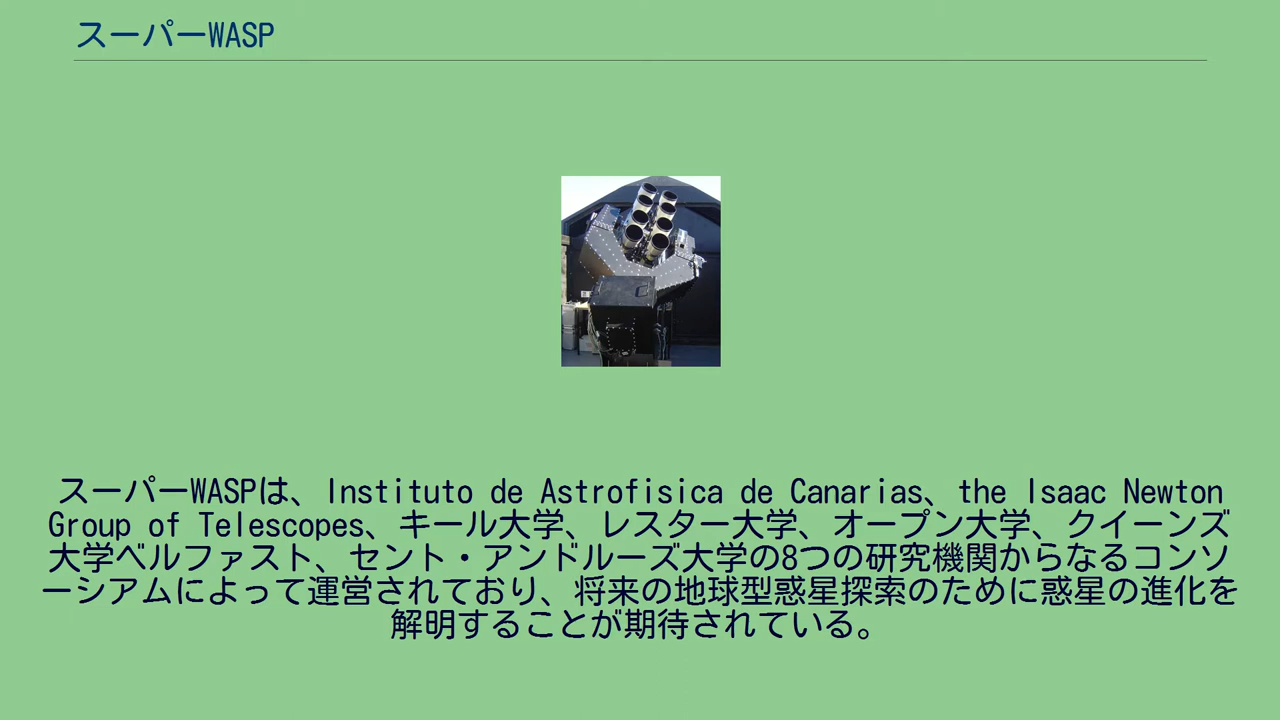 スーパーWASP
スーパーWASPは、Instituto de Astrofisica de Canarias、the Isaac Newton
Group of Telescopes、キール大学、レスター大学、オープン大学、クイーンズ
大学ベルファスト、セント・アンドルーズ大学の8つの研究機関からなるコンソ
ーシアムによって運営されており、将来の地球型惑星探索のために惑星の進化を
解明することが期待されている。